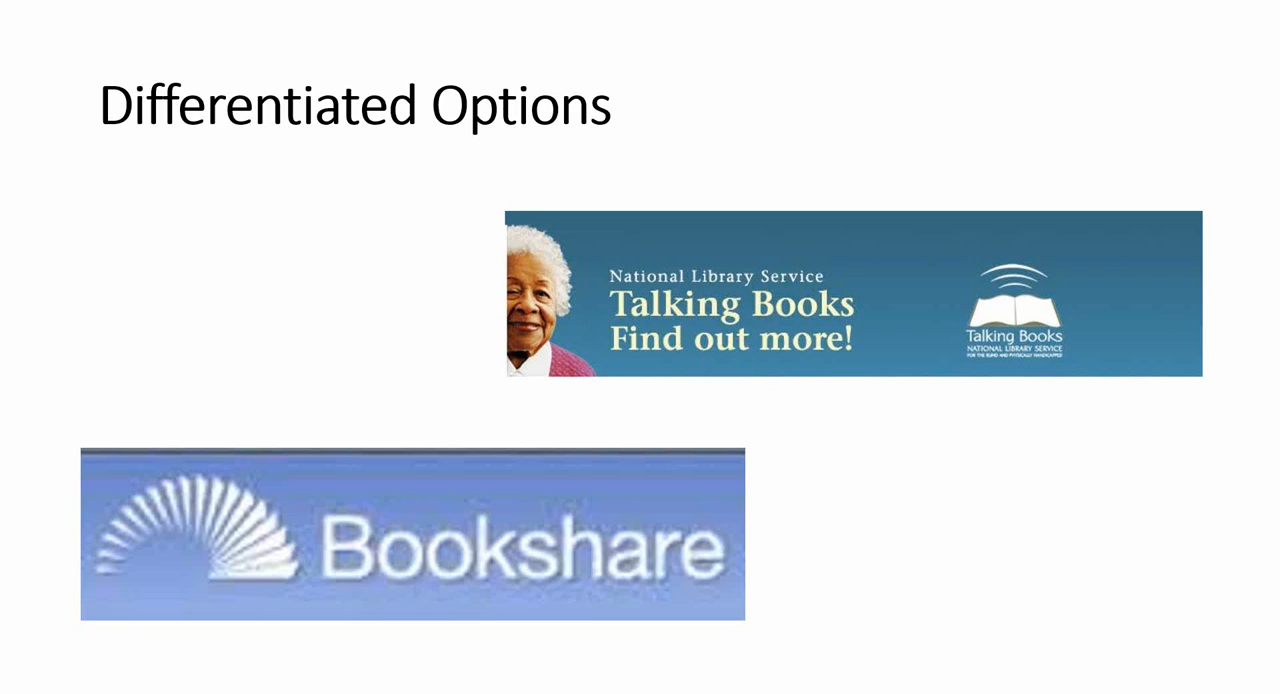 Differentiated Options
National Library Service
Talking Books
Find out more!
Talking Books
NATIONAL LIBRARY SERVICE
FOR THE BLIND AND PHYSICALLY HANDICAPPED
Bookshare